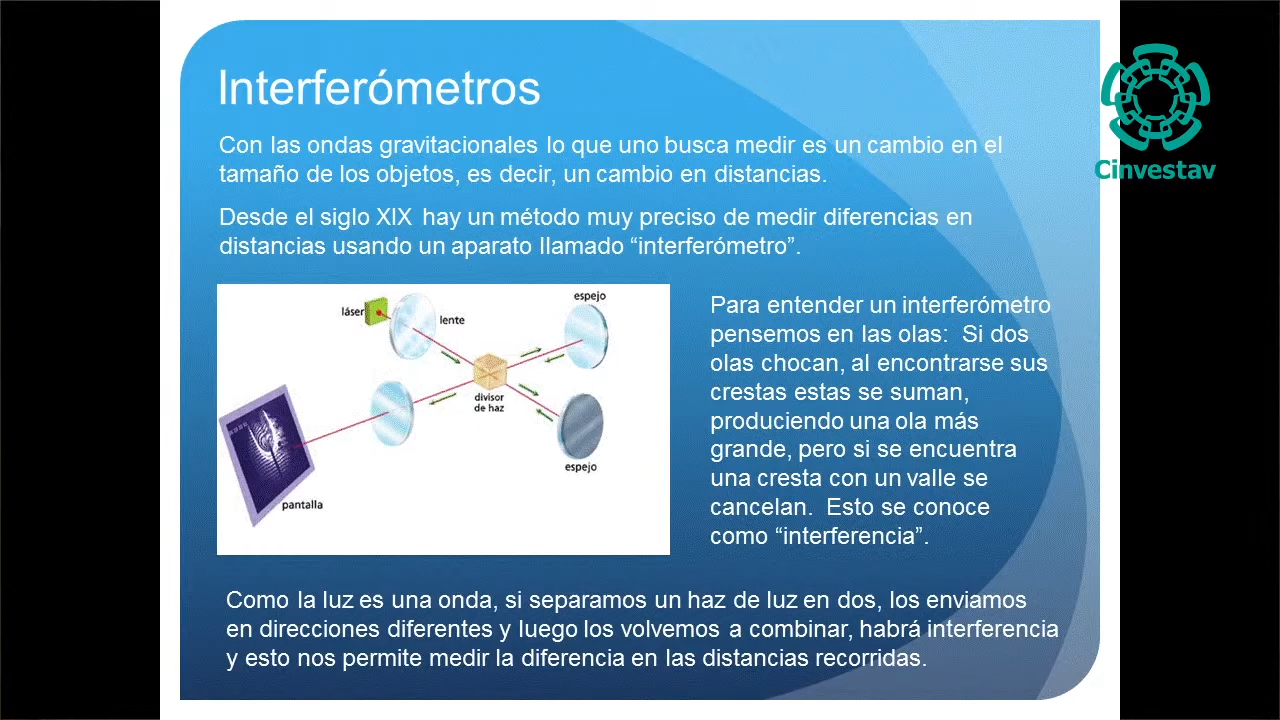 Interferómetros
Cinvestav
Con las ondas gravitacionales lo que uno busca medir es un cambio en el
tamaño de los objetos, es decir, un cambio en distancias.
Desde el siglo XIX hay un método muy preciso de medir diferencias en
distancias usando un aparato llamado “interferómetro”.
láser
lente
espejo
divisor
de haz
espejo
pantalla
Para entender un interferómetro
pensemos en las olas: Si dos
olas chocan, al encontrarse sus
crestas estas se suman,
produciendo una ola más
grande, pero si se encuentra
una cresta con un valle se
cancelan. Esto se conoce
como “interferencia”.
Como la luz es una onda, si separamos un haz de luz en dos, los enviamos
en direcciones diferentes y luego los volvemos a combinar, habrá interferencia
y esto nos permite medir la diferencia en las distancias recorridas.